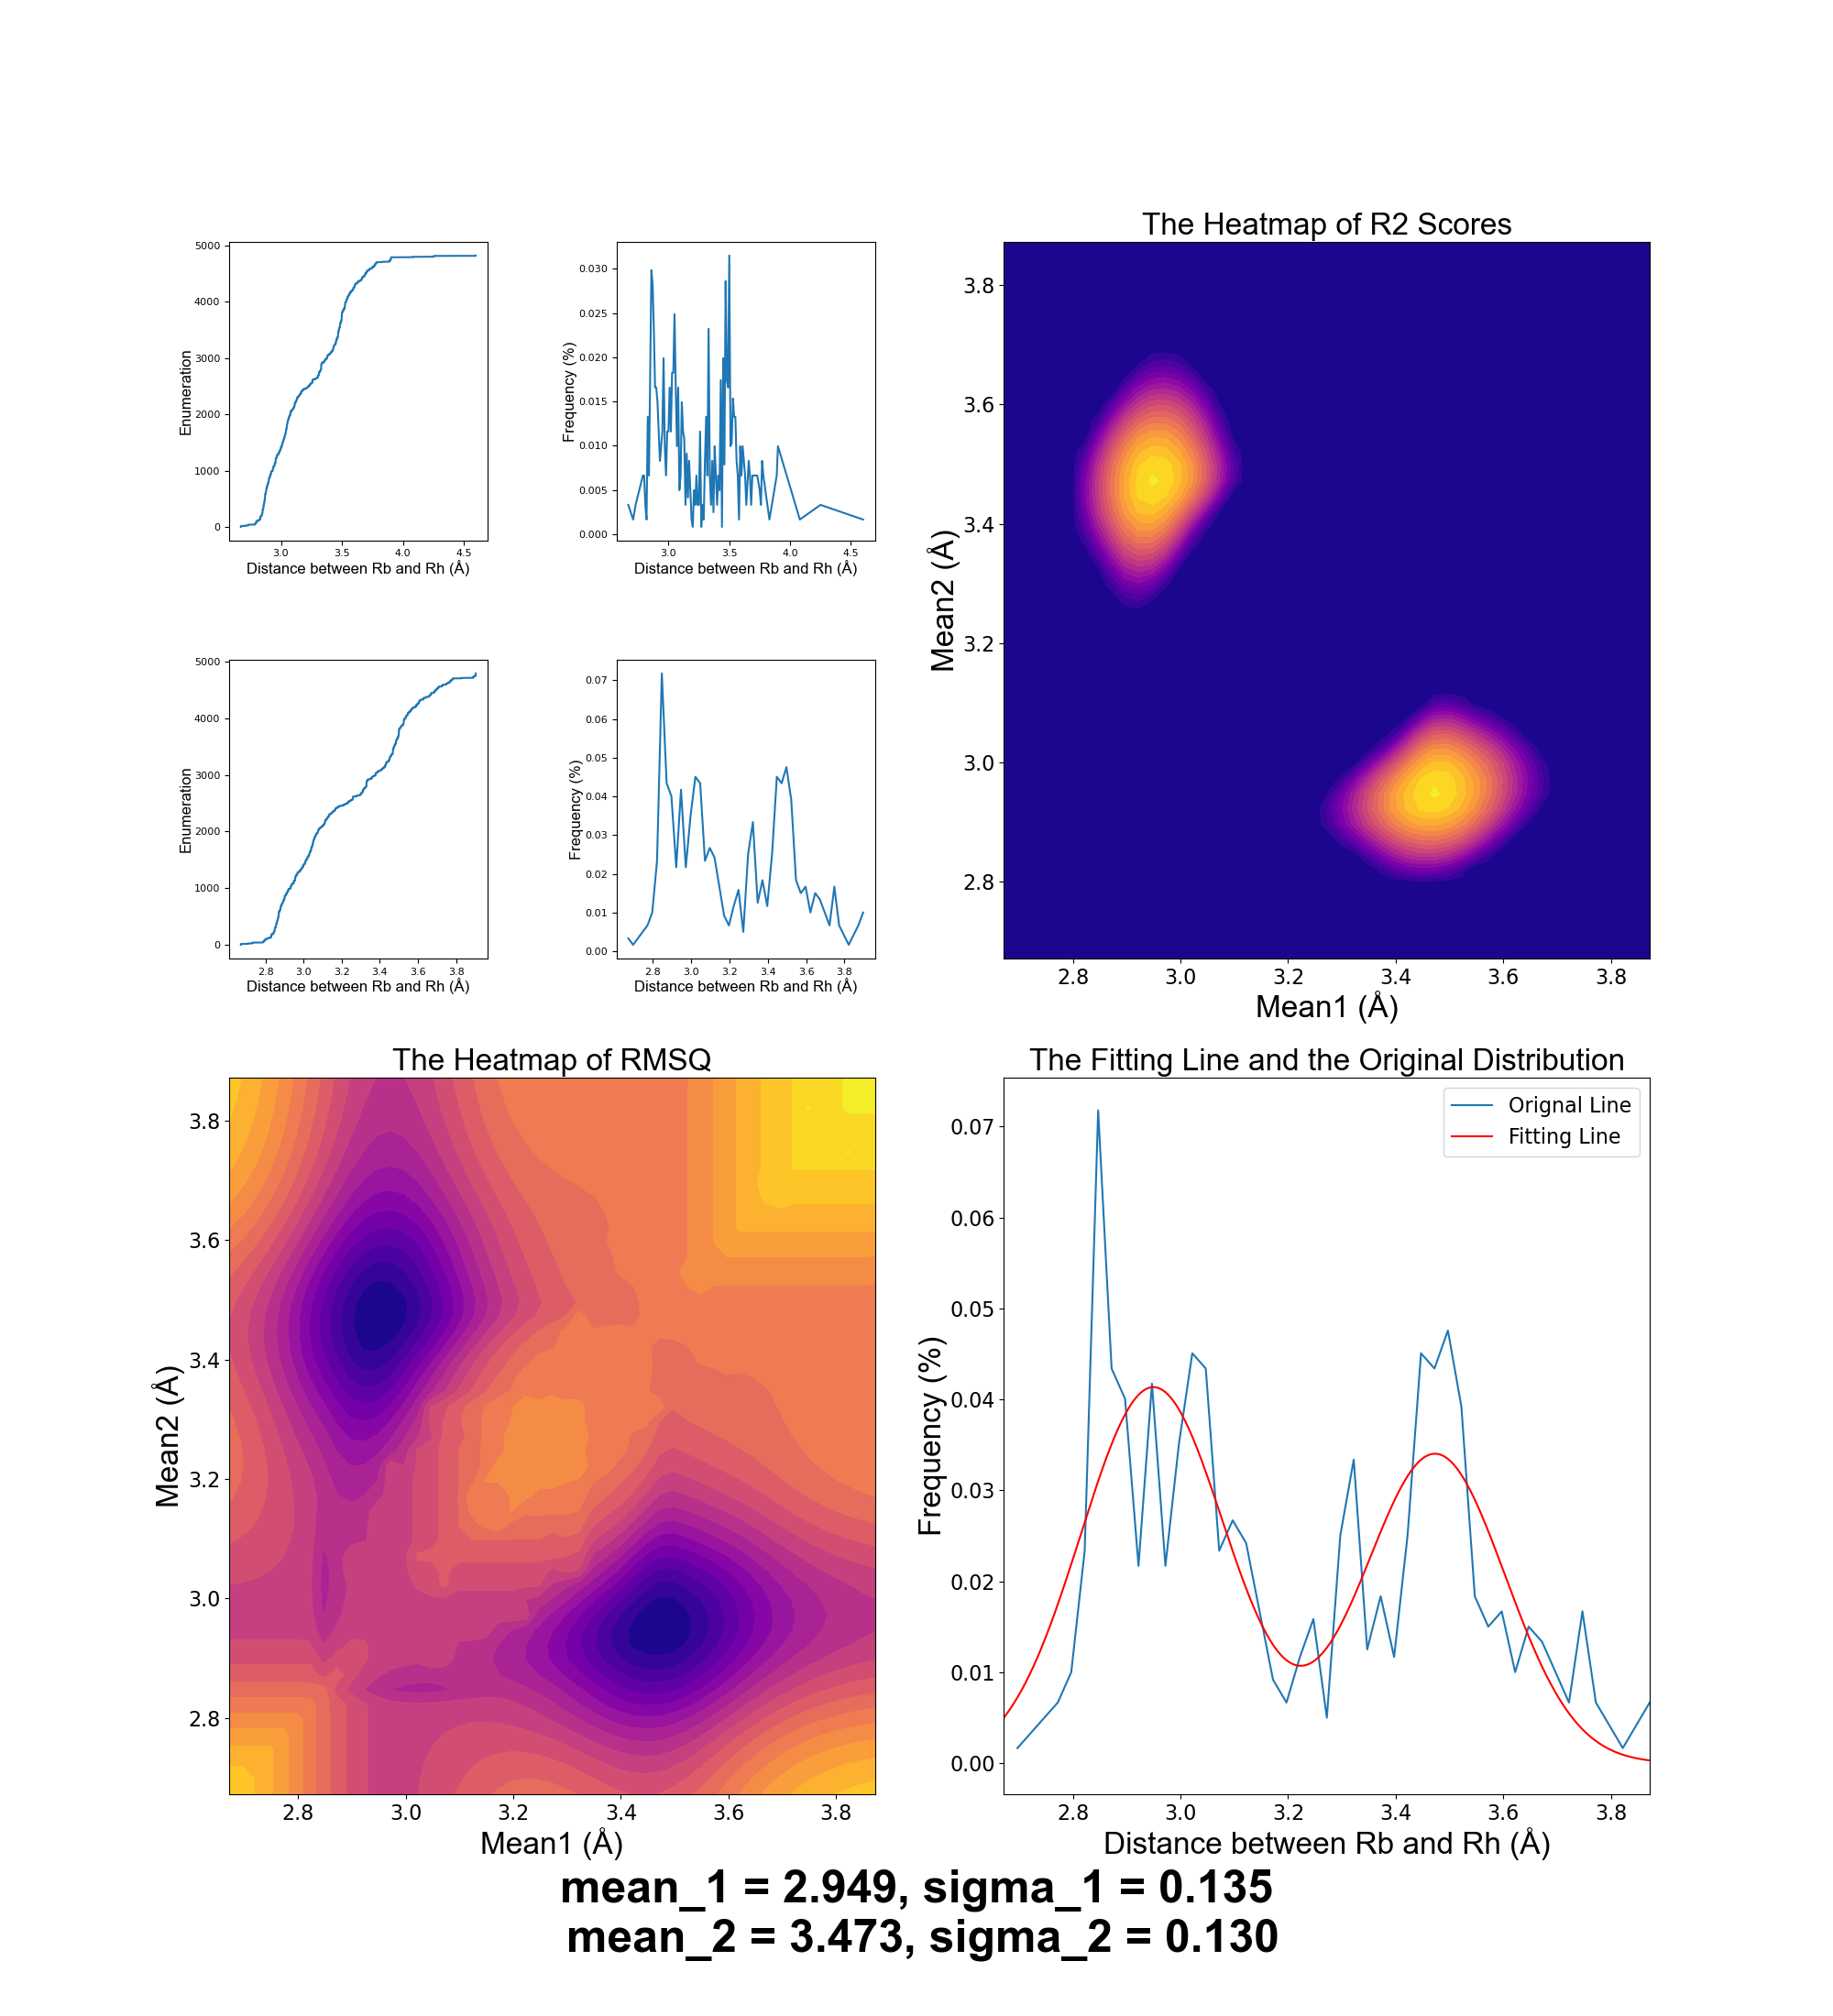 5000
4000
3000
2000
1000
0
Enumeration
3.0 3.5 4.0 4.5
Distance between Rb and Rh (Å)
0.030
0.025
0.020
0.015
0.010
0.005
0.000
Frequency (%)
3.0 3.5 4.0 4.5
Distance between Rb and Rh (Å)
5000
4000
3000
2000
1000
0
Enumeration
2.8 3.0 3.2 3.4 3.6 3.8
Distance between Rb and Rh (Å)
0.07
0.06
0.05
0.04
0.03
0.02
0.01
0.00
Frequency (%)
2.8 3.0 3.2 3.4 3.6 3.8
Distance between Rb and Rh (Å)
The Heatmap of R2 Scores
3.8
3.6
3.4
3.2
3.0
2.8
Mean2 (Å)
2.8 3.0 3.2 3.4 3.6 3.8
Mean1 (Å)
The Heatmap of RMSQ
3.8
3.6
3.4
3.2
3.0
2.8
Mean2 (Å)
2.8 3.0 3.2 3.4 3.6 3.8
Mean1 (Å)
The Fitting Line and the Original Distribution
Orignal Line
Fitting Line
0.07
0.06
0.05
0.04
0.03
0.02
0.01
0.00
Frequency (%)
2.8 3.0 3.2 3.4 3.6 3.8
Distance between Rb and Rh (Å)
mean_1 = 2.949, sigma_1 = 0.135
mean_2 = 3.473, sigma_2 = 0.130